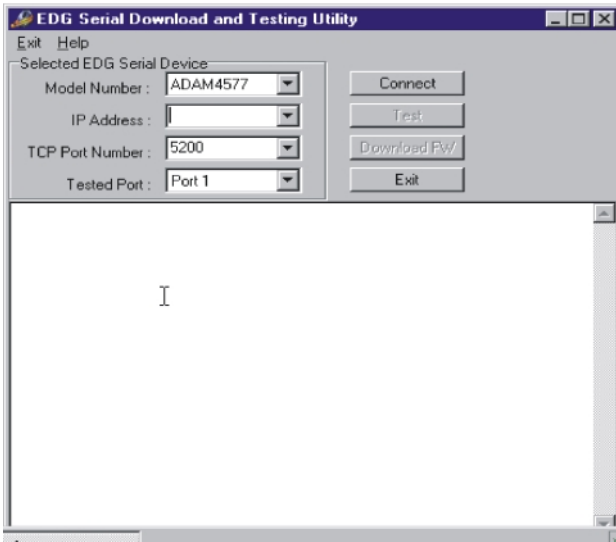 EDG Serial Download and Testing Utility
Exit Help
Selected EDG Serial Device
Model Number : ADAM4577
IP Address :
TCP Port Number : 5200
Tested Port : Port 1
Connect
Test
Download FW
Exit